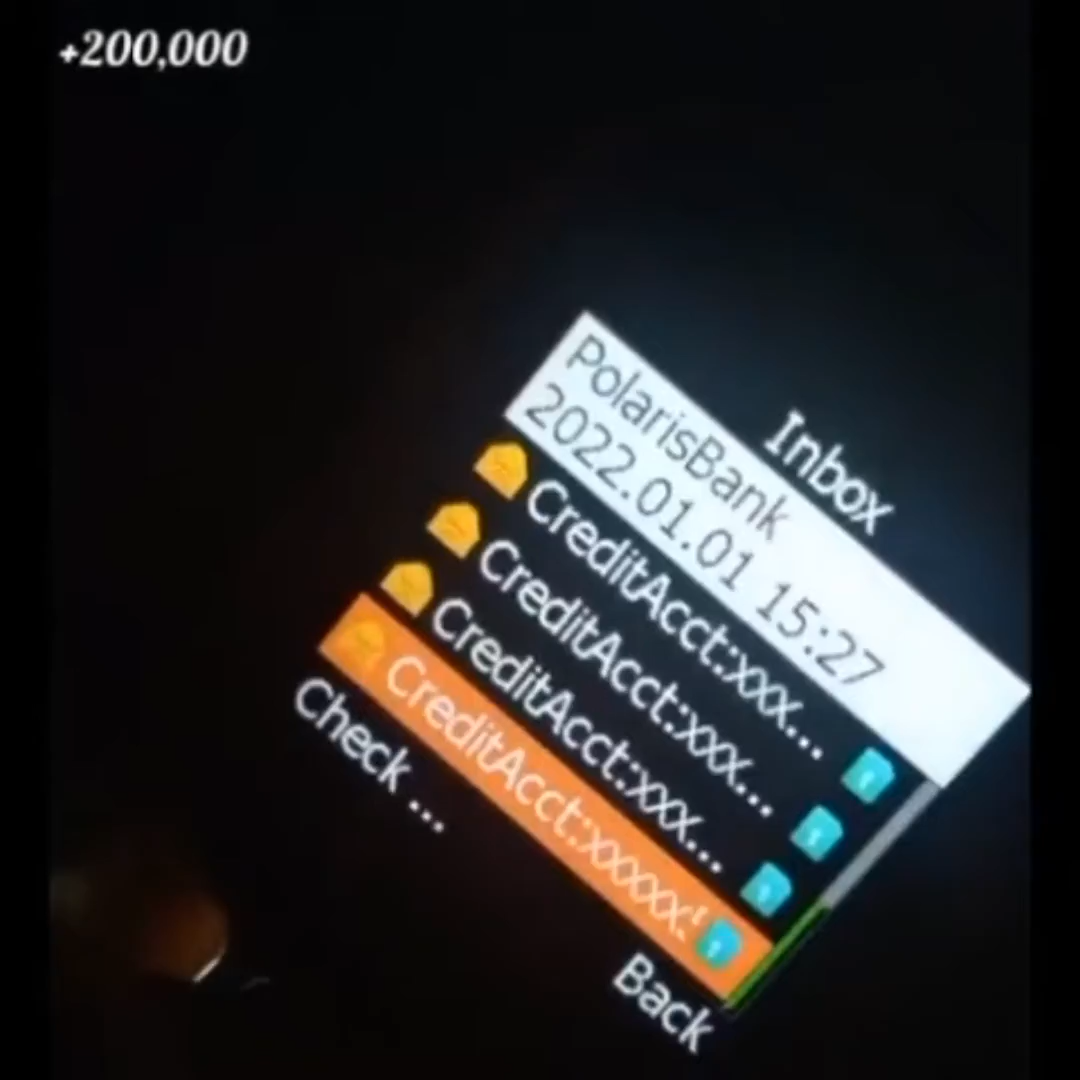 +200,000
Inbox
PolarisBank
2022.01.01 15:27
CreditAcct:xxx...
CreditAcct:xxx...
CreditAcct:xxx...
CreditAcct:xxxxx
Check ...
Back